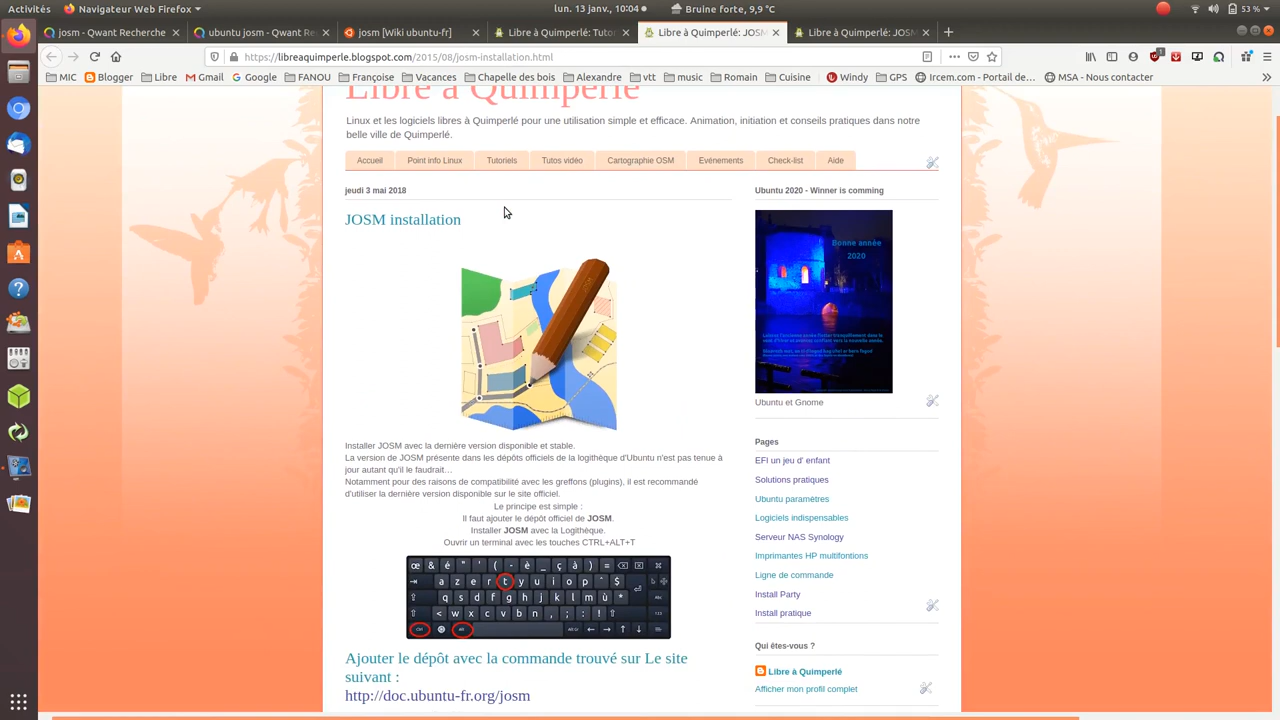 lun. 13 janv., 10:04
53 %
josm - Qwant Recherche
ubuntu josm - Qwant Re
josm [Wiki ubuntu-fr]
Libre à Quimperlé: Tuto
Libre à Quimperlé: JOSM
Libre à Quimperlé: JOSM
https://libreaquimperle.blogspot.com/2015/08/josm-installation.html
MIC
Blogger
Libre
Gmail
Google
FANOU
Françoise
Vacances
Chapelle des bois
Alexandre
vtt
music
Romain
Cuisine
Windy
GPS
Ircem.com - Portail de…
MSA - Nous contacter
Libre à Quimperlé
Linux et les logiciels libres à Quimperlé pour une utilisation simple et efficace. Animation, initiation et conseils pratiques dans notre
belle ville de Quimperlé.
Accueil
Point info Linux
Tutoriels
Tutos vidéo
Cartographie OSM
Evénements
Check-list
Aide
jeudi 3 mai 2018
JOSM installation
Installer JOSM avec la dernière version disponible et stable.
La version de JOSM présente dans les dépôts officiels de la logithèque d'Ubuntu n'est pas tenue à
jour autant qu'il le faudrait…
Notamment pour des raisons de compatibilité avec les greffons (plugins), il est recommandé
d'utiliser la dernière version disponible sur le site officiel.
Le principe est simple :
Il faut ajouter le dépôt officiel de JOSM.
Installer JOSM avec la Logithèque.
Ouvrir un terminal avec les touches CTRL+ALT+T
œ & é " ' ( - è _ ç à ) =
a z e r t y u i o p ^ $
q s d f g h j k l m ù *
< w x c v b n , ; : !
Ctrl
Alt
Ajouter le dépôt avec la commande trouvé sur Le site
suivant :
http://doc.ubuntu-fr.org/josm
Ubuntu 2020 - Winner is comming
Bonne année
2020
Ubuntu et Gnome
Pages
EFI un jeu d' enfant
Solutions pratiques
Ubuntu paramètres
Logiciels indispensables
Serveur NAS Synology
Imprimantes HP multifontions
Ligne de commande
Install Party
Install pratique
Qui êtes-vous ?
Libre à Quimperlé
Afficher mon profil complet